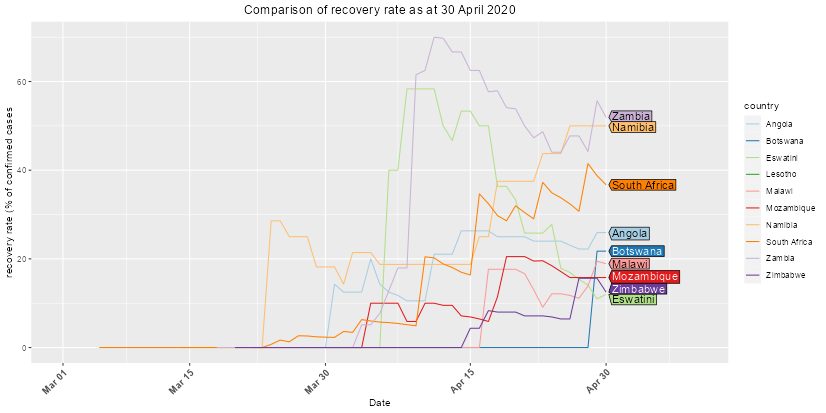 Comparison of recovery rate as at 30 April 2020
recovery rate (% of confirmed cases
60
40
20
0
Zambia
Namibia
South Africa
Angola
Botswana
Malawi
Mozambique
Zimbabwe
Eswatini
Mar 01
Mar 15
Mar 30
Apr 15
Apr 30
Date
country
Angola
Botswana
Eswatini
Lesotho
Malawi
Mozambique
Namibia
South Africa
Zambia
Zimbabwe